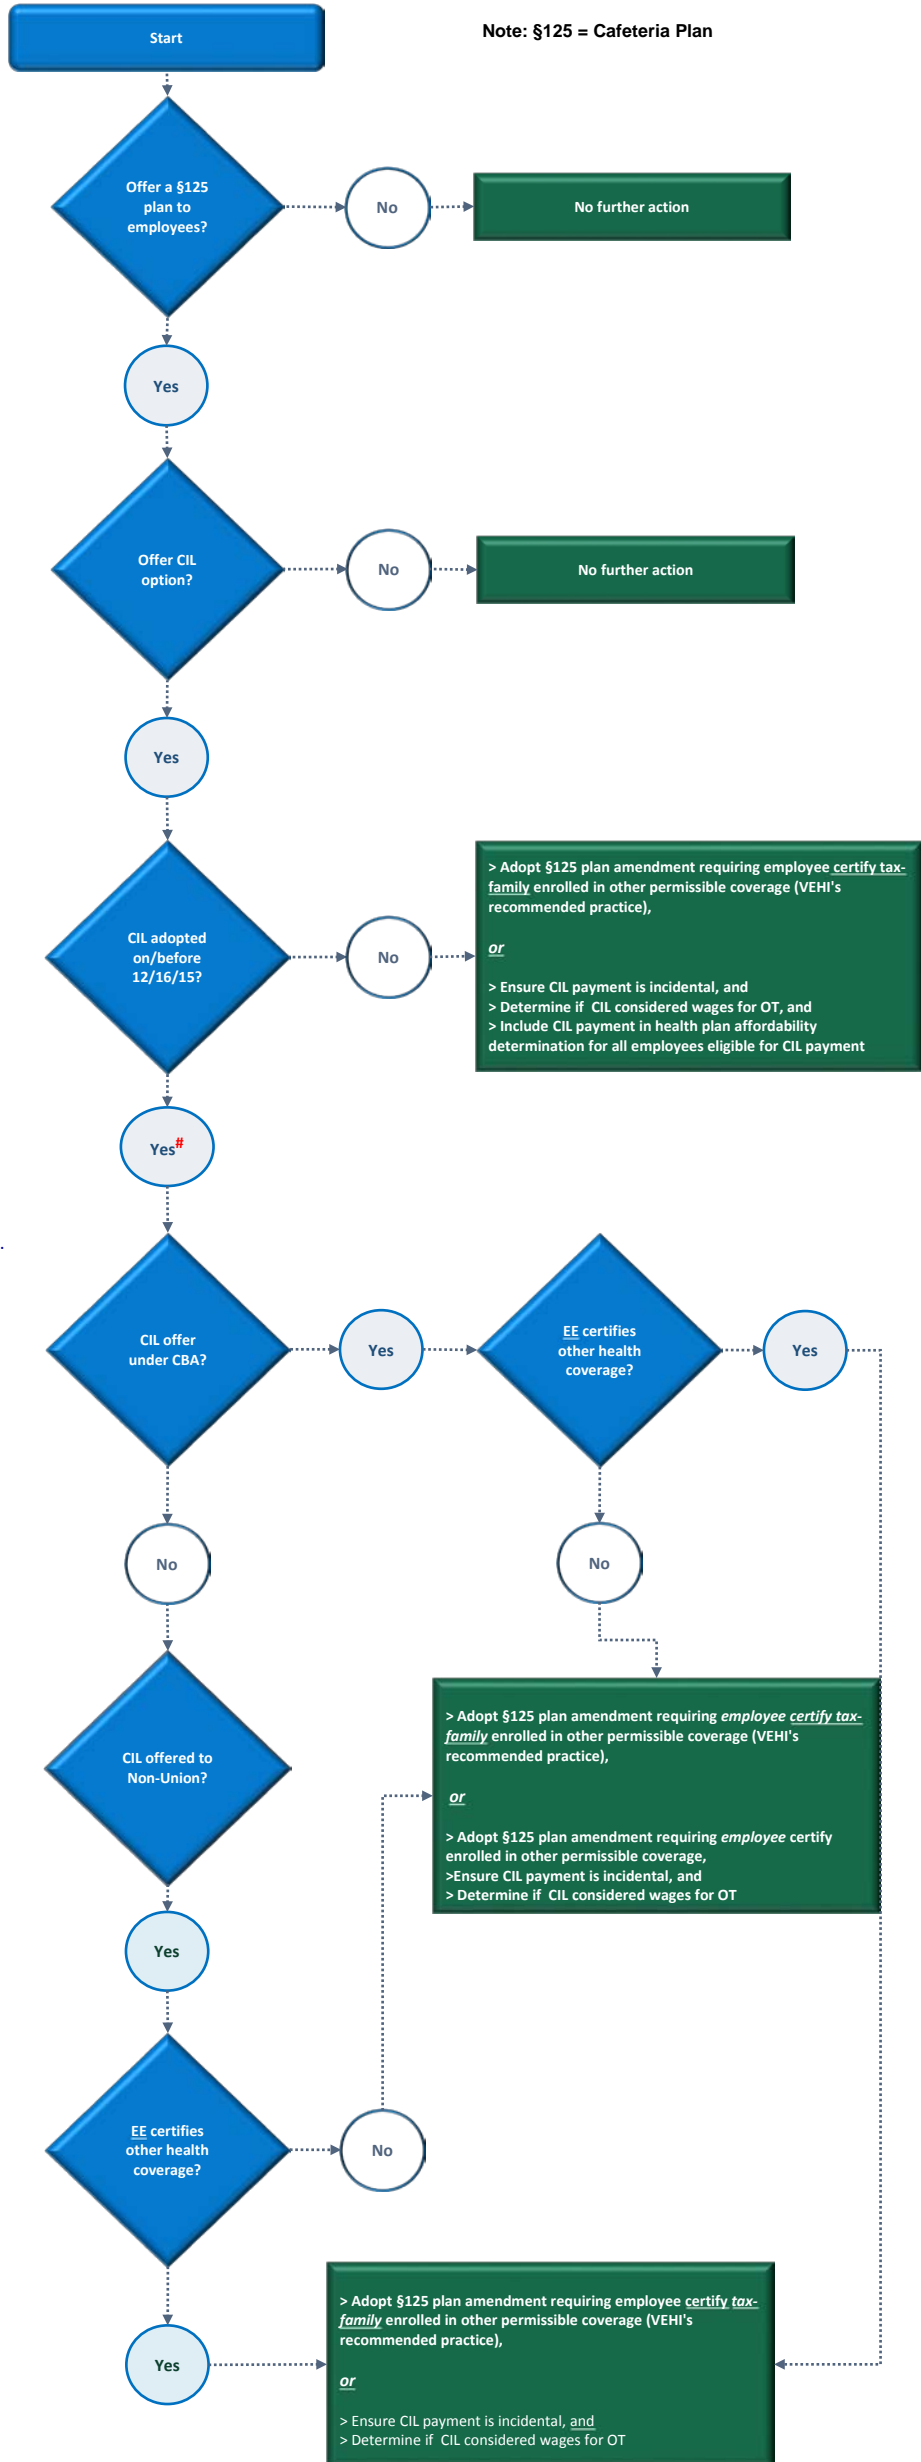 Start
Note: §125 = Cafeteria Plan
Offer a §125
plan to
employees?
No
No further action
Yes
Offer CIL
option?
No
No further action
Yes
CIL adopted
on/before
12/16/15?
No
> Adopt §125 plan amendment requiring employee certify tax-
family enrolled in other permissible coverage (VEHI's
recommended practice),
or
> Ensure CIL payment is incidental, and
> Determine if  CIL considered wages for OT, and
> Include CIL payment in health plan affordability
determination for all employees eligible for CIL payment
Yes#
.
CIL offer
under CBA?
Yes
EE certifies
other health
coverage?
Yes
No
No
CIL offered to
Non-Union?
> Adopt §125 plan amendment requiring employee certify tax-
family enrolled in other permissible coverage (VEHI's
recommended practice),
or
> Adopt §125 plan amendment requiring employee certify
enrolled in other permissible coverage,
>Ensure CIL payment is incidental, and
> Determine if  CIL considered wages for OT
Yes
EE certifies
other health
coverage?
No
Yes
> Adopt §125 plan amendment requiring employee certify tax-
family enrolled in other permissible coverage (VEHI's
recommended practice),
or
> Ensure CIL payment is incidental, and
> Determine if  CIL considered wages for OT